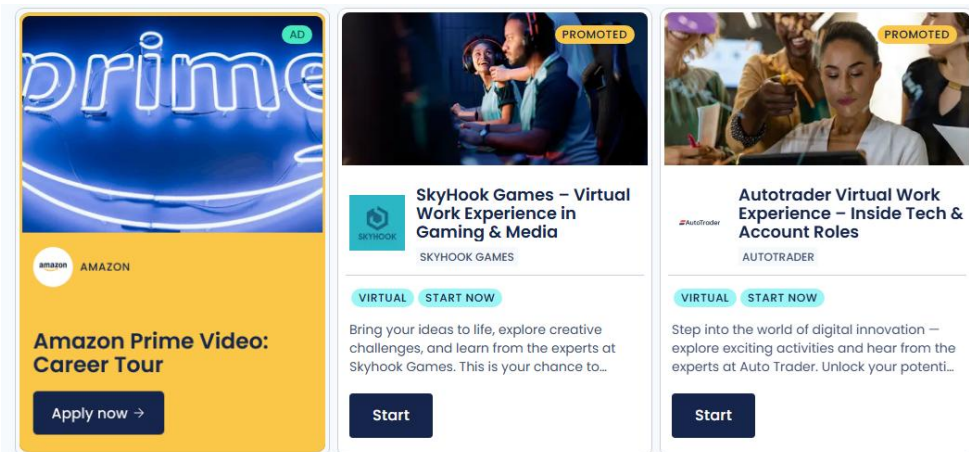 prime
AD
amazon
AMAZON
Amazon Prime Video:
Career Tour
Apply now →
PROMOTED
SKYHOOK
SkyHook Games – Virtual
Work Experience in
Gaming & Media
SKYHOOK GAMES
VIRTUAL START NOW
Bring your ideas to life, explore creative
challenges, and learn from the experts at
Skyhook Games. This is your chance to...
Start
PROMOTED
AutoTrader
Autotrader Virtual Work
Experience – Inside Tech &
Account Roles
AUTOTRADER
VIRTUAL START NOW
Step into the world of digital innovation —
explore exciting activities and hear from the
experts at Auto Trader. Unlock your potenti...
Start